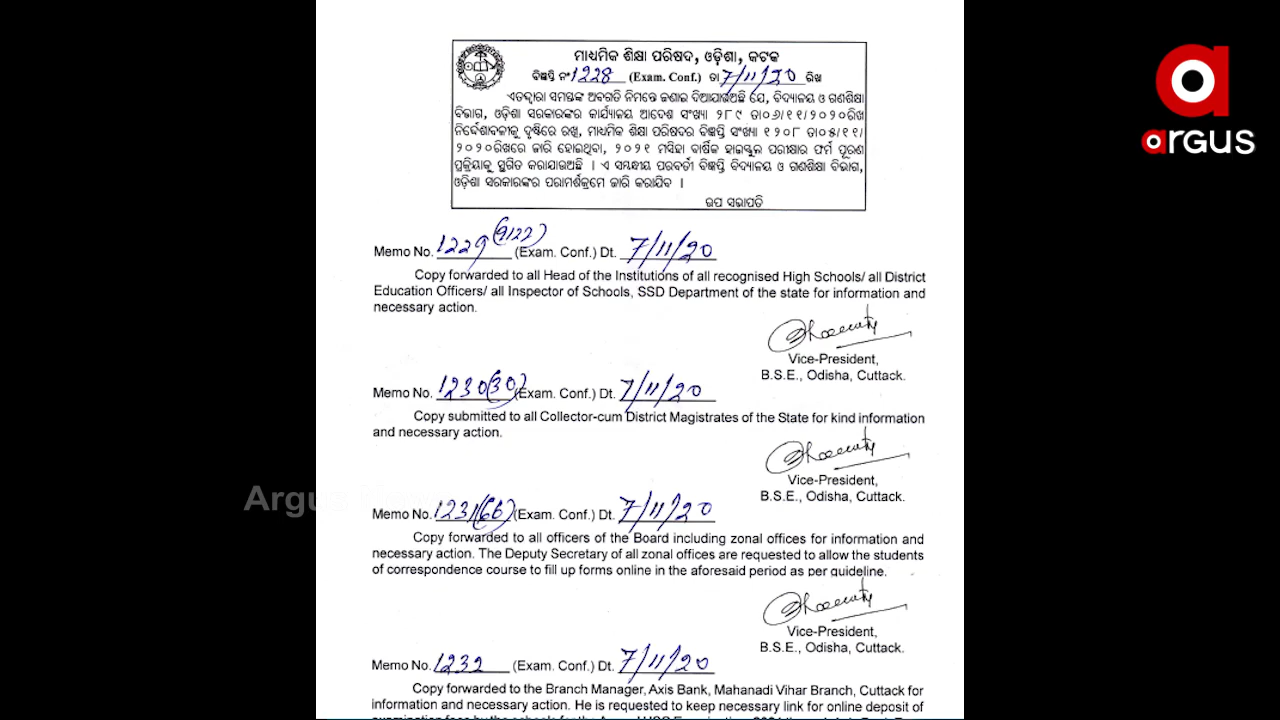 ମାଧ୍ୟମିକ ଶିକ୍ଷା ପରିଷଦ, ଓଡ଼ିଶା, କଟକ
ବିଜ୍ଞପ୍ତି ନଂ 1228 (Exam. Conf.) ତା 7/11/20 ରିଖ
ଏତଦ୍ଦ୍ୱାରା ସମସ୍ତଙ୍କ ଅବଗତି ନିମନ୍ତେ ଜଣାଇ ଦିଆଯାଉଅଛି ଯେ, ବିଦ୍ୟାଳୟ ଓ ଗଣଶିକ୍ଷା
ବିଭାଗ, ଓଡ଼ିଶା ସରକାରଙ୍କର କାର୍ଯ୍ୟାଳୟ ଆଦେଶ ସଂଖ୍ୟା ୨୮୯ ତା୦୬/୧୧/୨୦୨୦ରିଖ
ନିର୍ଦ୍ଦେଶାବଳୀକୁ ଦୃଷ୍ଟିରେ ରଖି, ମାଧ୍ୟମିକ ଶିକ୍ଷା ପରିଷଦର ବିଜ୍ଞପ୍ତି ସଂଖ୍ୟା ୧୨୦୮ ତା୦୫/୧୧/
୨୦୨୦ରିଖରେ ଜାରି ହୋଇଥିବା, ୨୦୨୧ ମସିହା ବାର୍ଷିକ ହାଇସ୍କୁଲ ପରୀକ୍ଷାର ଫର୍ମ ପୂରଣ
ପ୍ରକ୍ରିୟାକୁ ସ୍ଥଗିତ କରାଯାଉଅଛି । ଏ ସମ୍ବନ୍ଧୀୟ ପରବର୍ତୀ ବିଜ୍ଞପ୍ତି ବିଦ୍ୟାଳୟ ଓ ଗଣଶିକ୍ଷା ବିଭାଗ,
ଓଡ଼ିଶା ସରକାରଙ୍କର ପରାମର୍ଶକ୍ରମେ ଜାରି କରାଯିବ ।
ଉପ ସଭାପତି
argus
Memo No. 1229(9122) (Exam. Conf.) Dt. 7/11/20
Copy forwarded to all Head of the Institutions of all recognised High Schools/ all District
Education Officers/ all Inspector of Schools, SSD Department of the state for information and
necessary action.
Vice-President,
B.S.E., Odisha, Cuttack.
Memo No. 1230(30) (Exam. Conf.) Dt. 7/11/20
Copy submitted to all Collector-cum District Magistrates of the State for kind information
and necessary action.
Vice-President,
B.S.E., Odisha, Cuttack.
Argus
Memo No. 1231(66) (Exam. Conf.) Dt. 7/11/20
Copy forwarded to all officers of the Board including zonal offices for information and
necessary action. The Deputy Secretary of all zonal offices are requested to allow the students
of correspondence course to fill up forms online in the aforesaid period as per guideline.
Vice-President,
B.S.E., Odisha, Cuttack.
Memo No. 1232 (Exam. Conf.) Dt. 7/11/20
Copy forwarded to the Branch Manager, Axis Bank, Mahanadi Vihar Branch, Cuttack for
information and necessary action. He is requested to keep necessary link for online deposit of